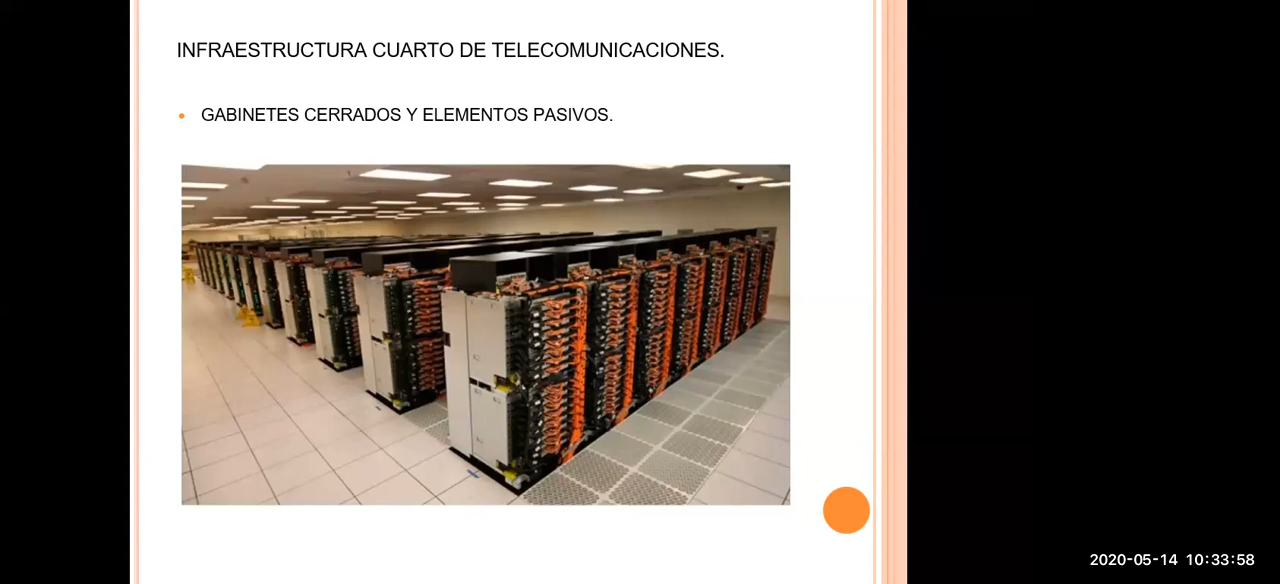 INFRAESTRUCTURA CUARTO DE TELECOMUNICACIONES.
GABINETES CERRADOS Y ELEMENTOS PASIVOS.
2020-05-14 10:33:58